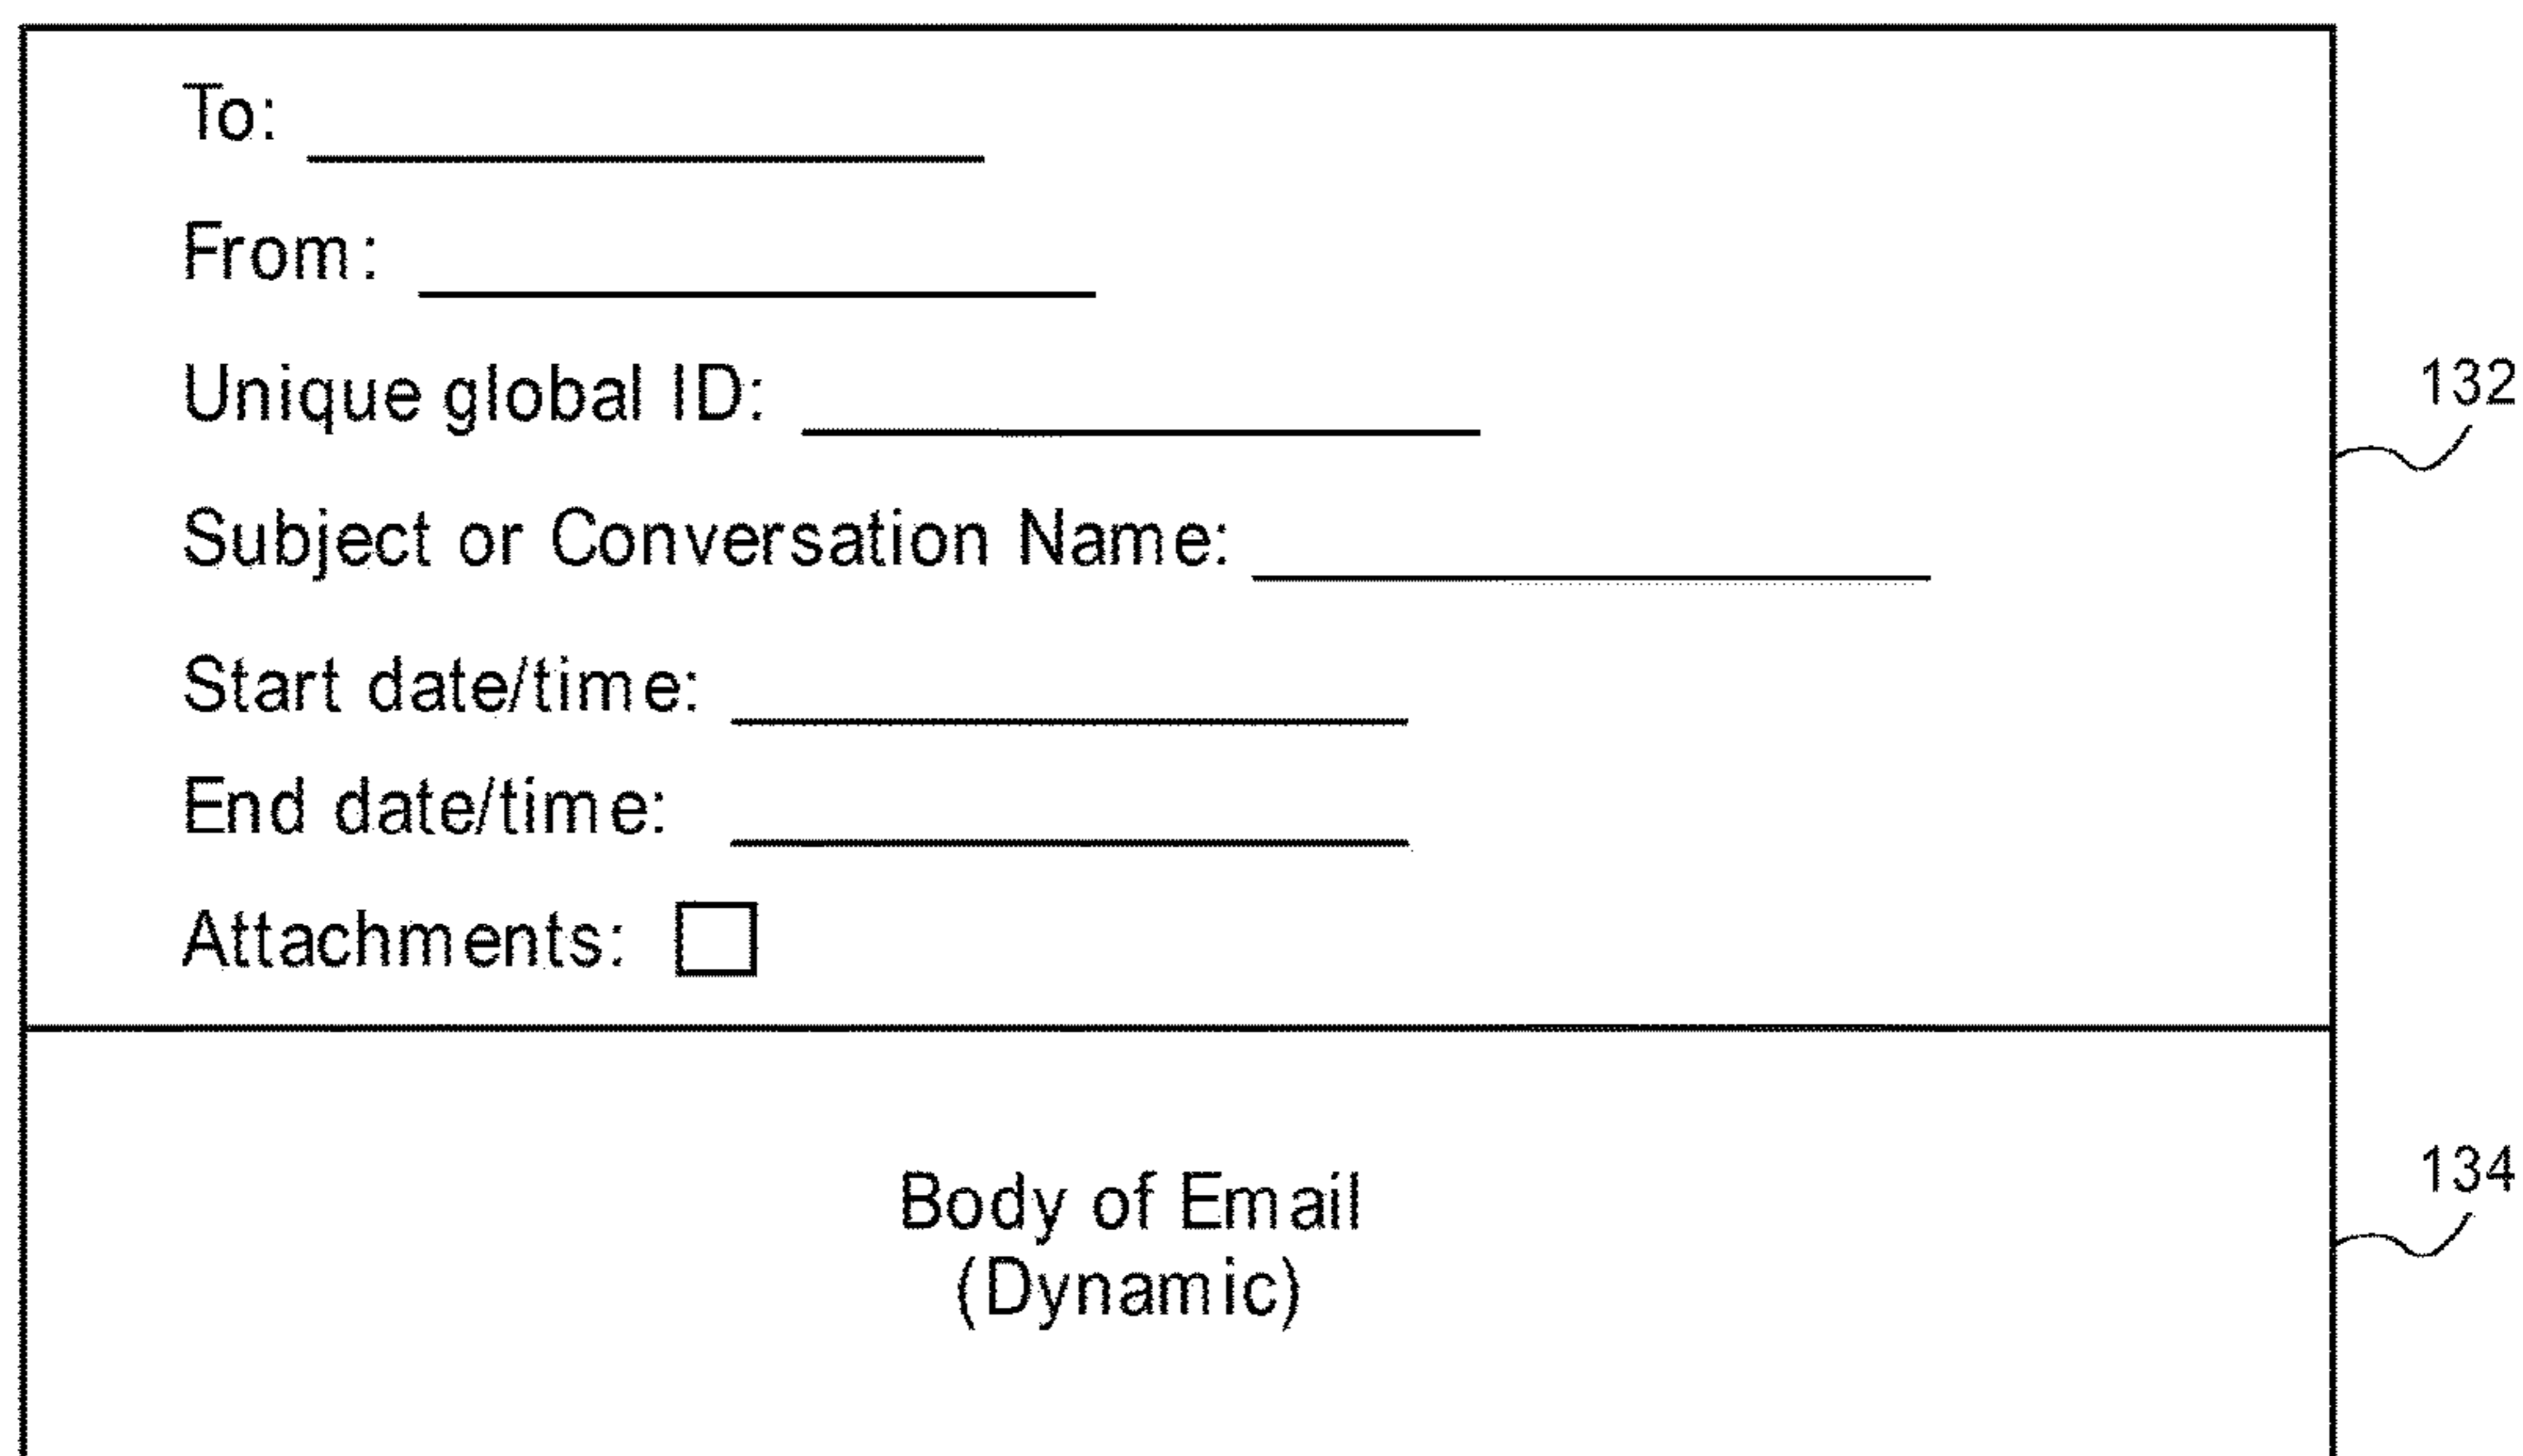 To:
From:
Unique global ID:
132
Subject or Conversation Name:
Start date/time:
End date/time:
Attachments:
134
Body of Email
(Dynamic)